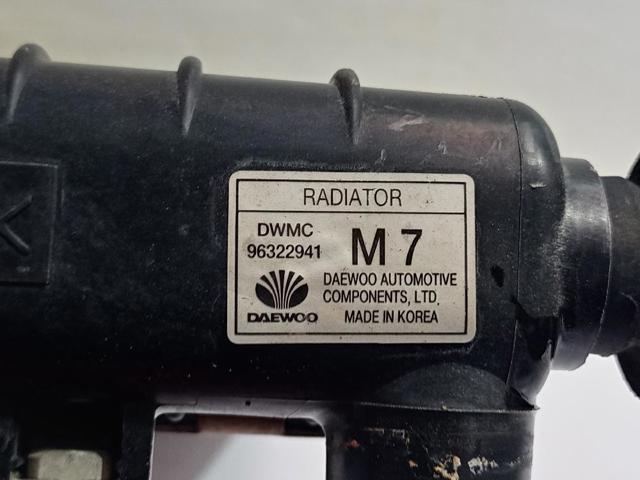 RADIATOR
DWMC
96322941
M 7
DAEWOO
DAEWOO AUTOMOTIVE
COMPONENTS, LTD.
MADE IN KOREA